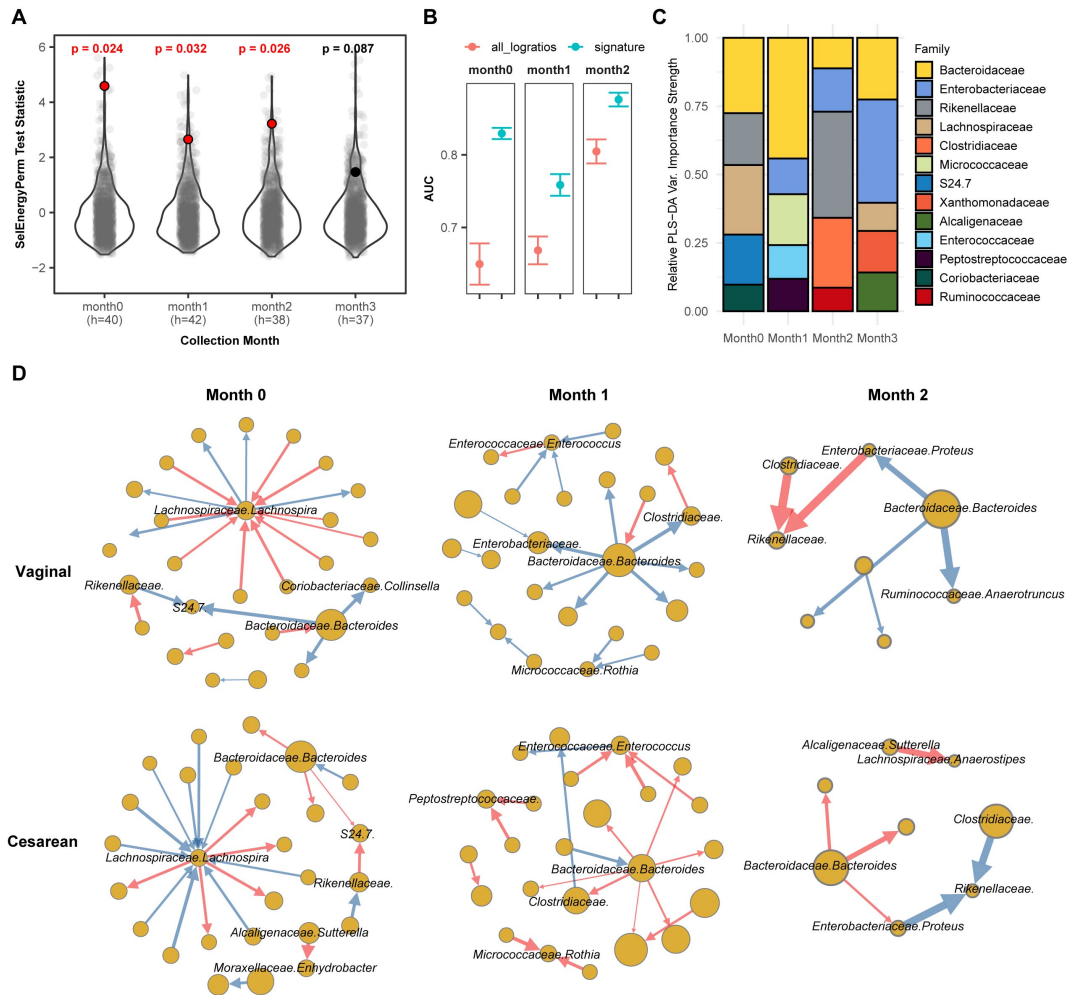 A
p = 0.024
p = 0.032
p = 0.026
p = 0.087
6
4
2
0
−2
SelEnergyPerm Test Statistic
month0
(h=40)
month1
(h=42)
month2
(h=38)
month3
(h=37)
Collection Month
B
all_logratios
signature
month0
month1
month2
0.8
0.7
AUC
C
1.00
0.75
0.50
0.25
0.00
Relative PLS−DA Var. Importance Strength
Month0
Month1
Month2
Month3
Family
Bacteroidaceae
Enterobacteriaceae
Rikenellaceae
Lachnospiraceae
Clostridiaceae
Micrococcaceae
S24.7
Xanthomonadaceae
Alcaligenaceae
Enterococcaceae
Peptostreptococcaceae
Coriobacteriaceae
Ruminococcaceae
D
Month 0
Month 1
Month 2
Vaginal
Lachnospiraceae.Lachnospira
Rikenellaceae.
Coriobacteriaceae.Collinsella
S24.7.
Bacteroidaceae.Bacteroides
Enterococcaceae.Enterococcus
Clostridiaceae.
Enterobacteriaceae.
Bacteroidaceae.Bacteroides
Micrococcaceae.Rothia
Enterobacteriaceae.Proteus
Clostridiaceae.
Bacteroidaceae.Bacteroides
Rikenellaceae.
Ruminococcaceae.Anaerotruncus
Cesarean
Bacteroidaceae.Bacteroides
S24.7.
Lachnospiraceae.Lachnospira
Rikenellaceae.
Alcaligenaceae.Sutterella
Moraxellaceae.Enhydrobacter
Enterococcaceae.Enterococcus
Peptostreptococcaceae.
Bacteroidaceae.Bacteroides
Clostridiaceae.
Micrococcaceae.Rothia
Alcaligenaceae.Sutterella
Lachnospiraceae.Anaerostipes
Clostridiaceae.
Bacteroidaceae.Bacteroides
Rikenellaceae.
Enterobacteriaceae.Proteus